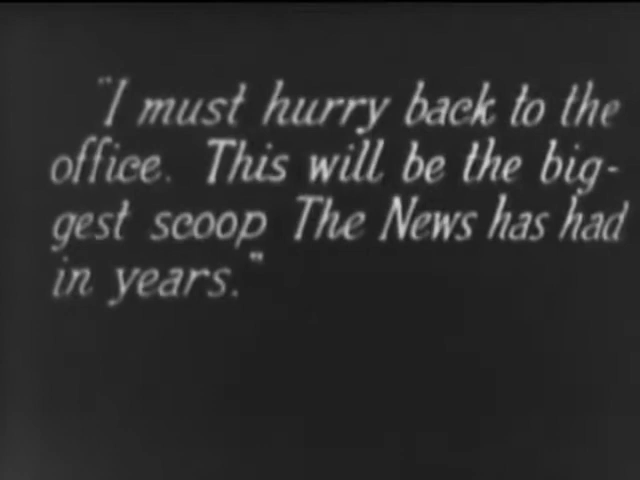 "I must hurry back to the
office. This will be the big-
gest scoop The News has had
in years."